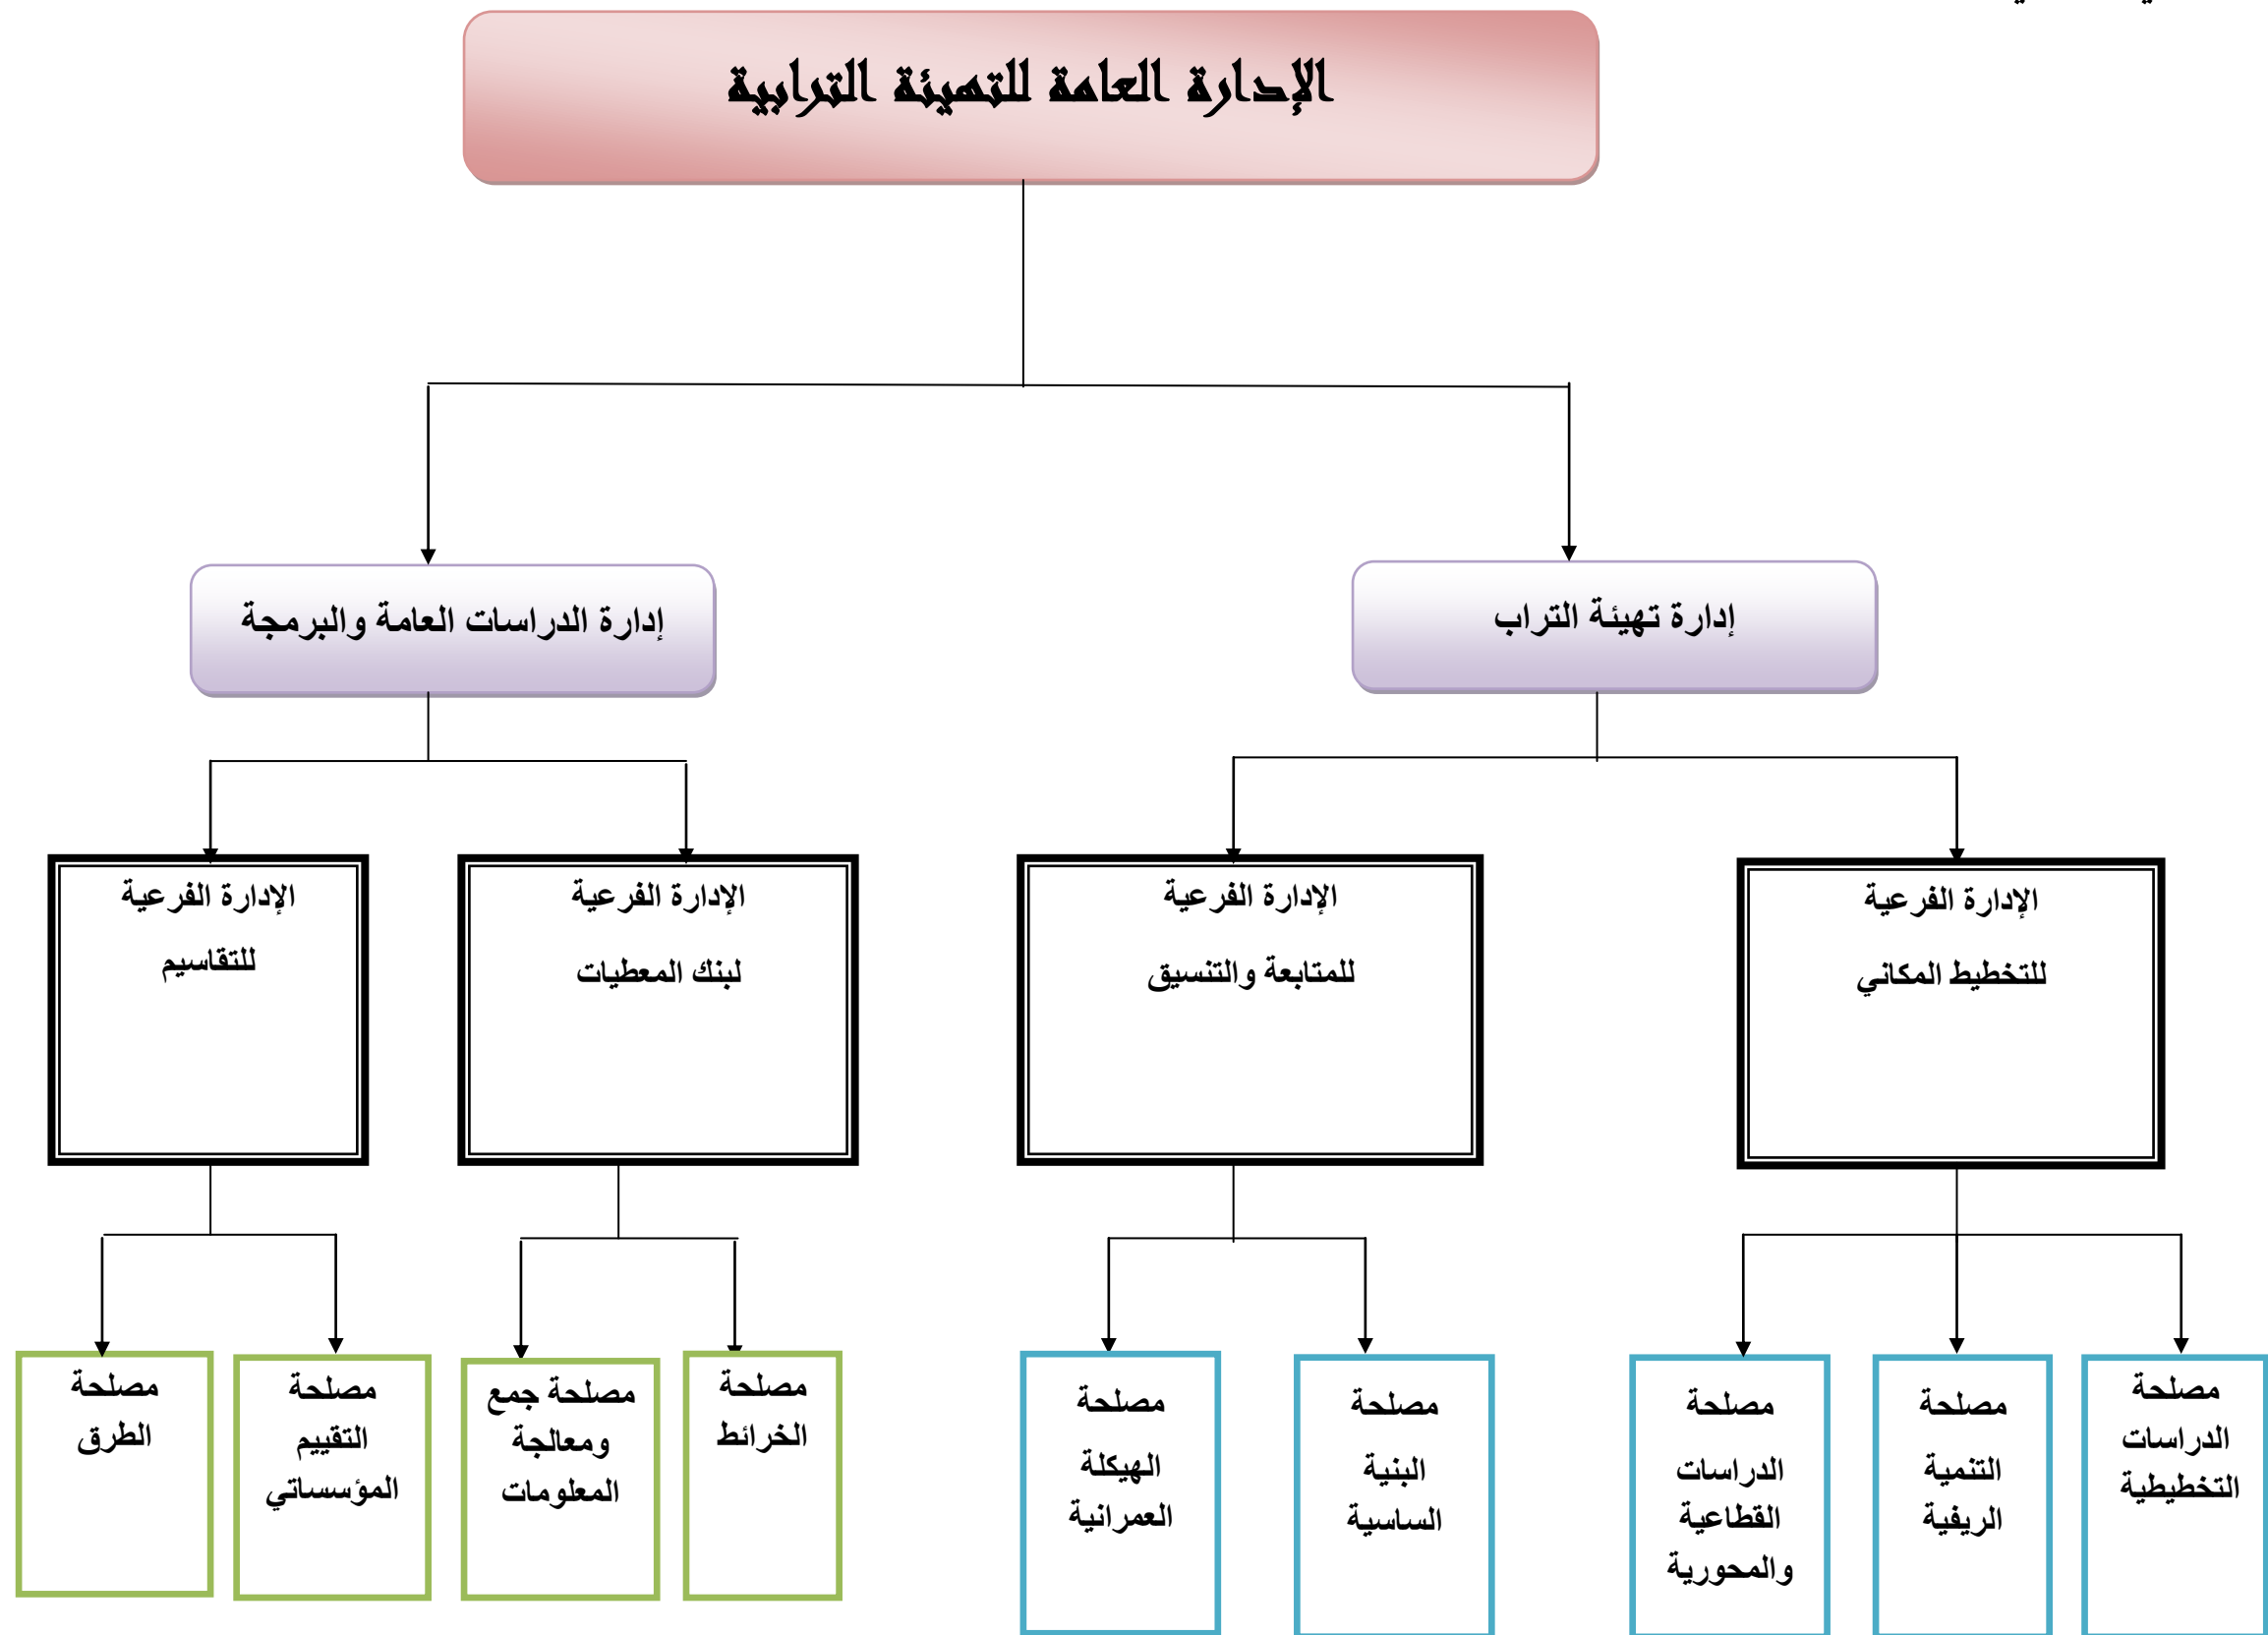 الإدارة العامة للتهيئة الترابية
إدارة تهيئة التراب
إدارة الدراسات العامة والبرمجة
الإدارة الفرعية
للتخطيط المكاني
الإدارة الفرعية
للمتابعة والتنسيق
الإدارة الفرعية
لبنك المعطيات
الإدارة الفرعية
للتقاسيم
مصلحة
الدراسات
التخطيطية
مصلحة
التنمية
الريفية
مصلحة
الدراسات
القطاعية
والمحورية
مصلحة
البنية
الساسية
مصلحة
الهيكلة
العمرانية
مصلحة
الخرائط
مصلحة جمع
ومعالجة
المعلومات
مصلحة
التقييم
المؤسساتي
مصلحة
الطرق